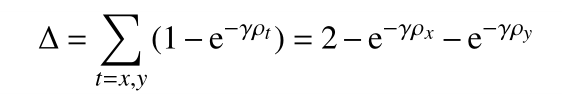 Δ = ∑_{t=x,y} (1 − e^{−γρ_t}) = 2 − e^{−γρ_x} − e^{−γρ_y}